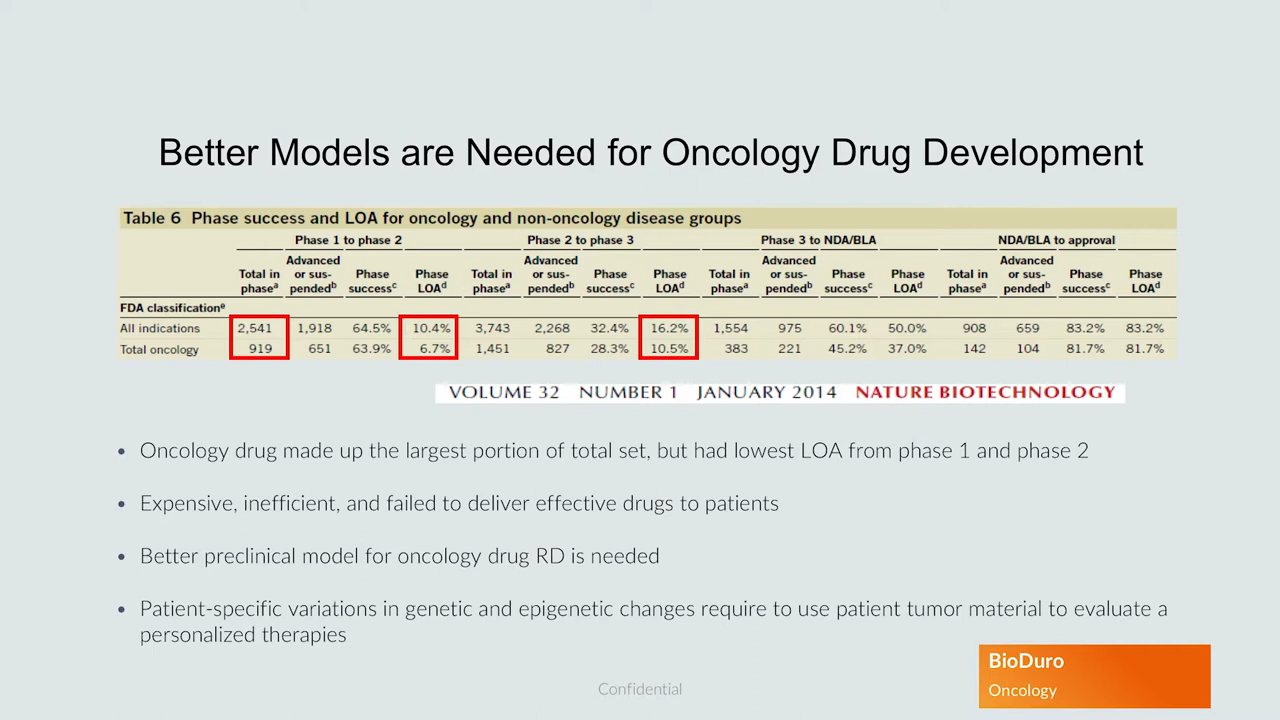 Better Models are Needed for Oncology Drug Development
Table 6 Phase success and LOA for oncology and non-oncology disease groups
Phase 1 to phase 2 Phase 2 to phase 3 Phase 3 to NDA/BLA NDA/BLA to approval
Advanced Advanced Advanced Advanced
Total in or sus- Phase Phase Total in or sus- Phase Phase Total in or sus- Phase Phase Total in or sus- Phase Phase
phaseᵃ pendedᵇ successᶜ LOAᵈ phaseᵃ pendedᵇ successᶜ LOAᵈ phaseᵃ pendedᵇ successᶜ LOAᵈ phaseᵃ pendedᵇ successᶜ LOAᵈ
FDA classificationᵉ
All indications 2,541 1,918 64.5% 10.4% 3,743 2,268 32.4% 16.2% 1,554 975 60.1% 50.0% 908 659 83.2% 83.2%
Total oncology 919 651 63.9% 6.7% 1,451 827 28.3% 10.5% 383 221 45.2% 37.0% 142 104 81.7% 81.7%
VOLUME 32 NUMBER 1 JANUARY 2014 NATURE BIOTECHNOLOGY
• Oncology drug made up the largest portion of total set, but had lowest LOA from phase 1 and phase 2
• Expensive, inefficient, and failed to deliver effective drugs to patients
• Better preclinical model for oncology drug RD is needed
• Patient-specific variations in genetic and epigenetic changes require to use patient tumor material to evaluate a
personalized therapies
BioDuro
Oncology
Confidential